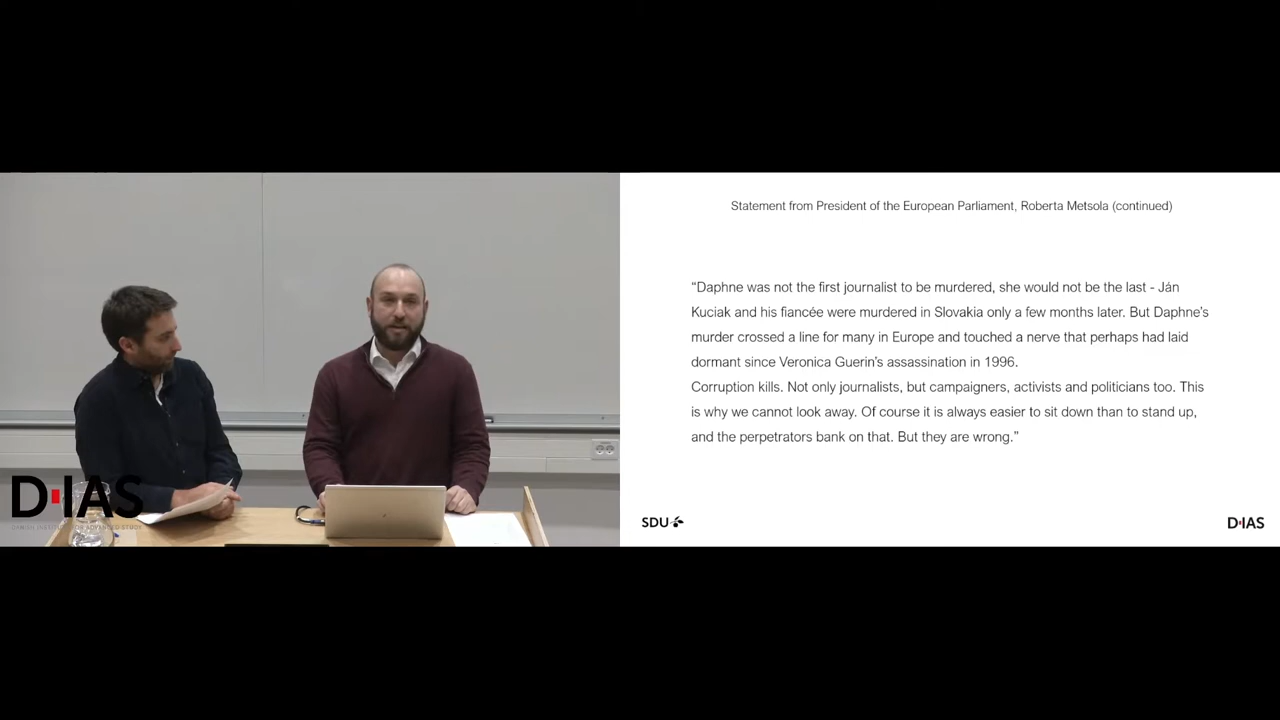 Statement from President of the European Parliament, Roberta Metsola (continued)
“Daphne was not the first journalist to be murdered, she would not be the last - Ján
Kuciak and his fiancée were murdered in Slovakia only a few months later. But Daphne’s
murder crossed a line for many in Europe and touched a nerve that perhaps had laid
dormant since Veronica Guerin’s assassination in 1996.
Corruption kills. Not only journalists, but campaigners, activists and politicians too. This
is why we cannot look away. Of course it is always easier to sit down than to stand up,
and the perpetrators bank on that. But they are wrong.”
D·IAS
SDU
D·IAS